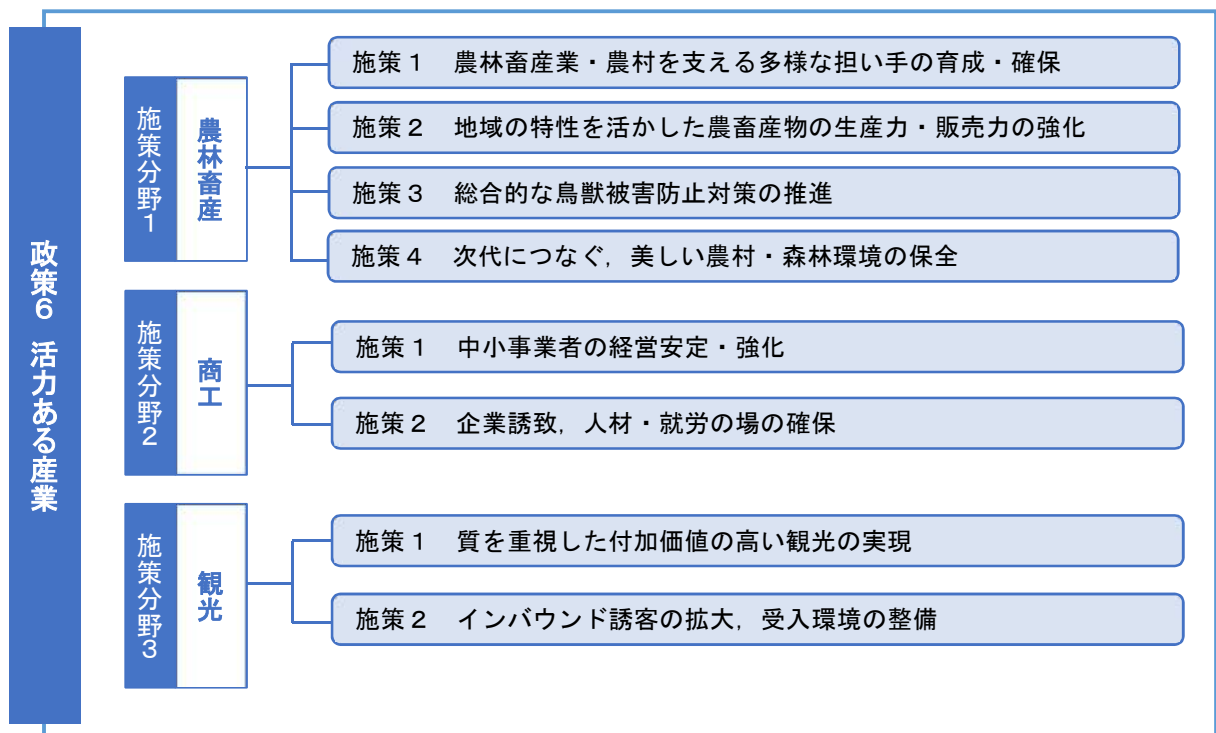 政策６ 活力ある産業
施策分野１
農林畜産
施策１　農林畜産業・農村を支える多様な担い手の育成・確保
施策２　地域の特性を活かした農畜産物の生産力・販売力の強化
施策３　総合的な鳥獣被害防止対策の推進
施策４　次代につなぐ，美しい農村・森林環境の保全
施策分野２
商工
施策１　中小事業者の経営安定・強化
施策２　企業誘致，人材・就労の場の確保
施策分野３
観光
施策１　質を重視した付加価値の高い観光の実現
施策２　インバウンド誘客の拡大，受入環境の整備